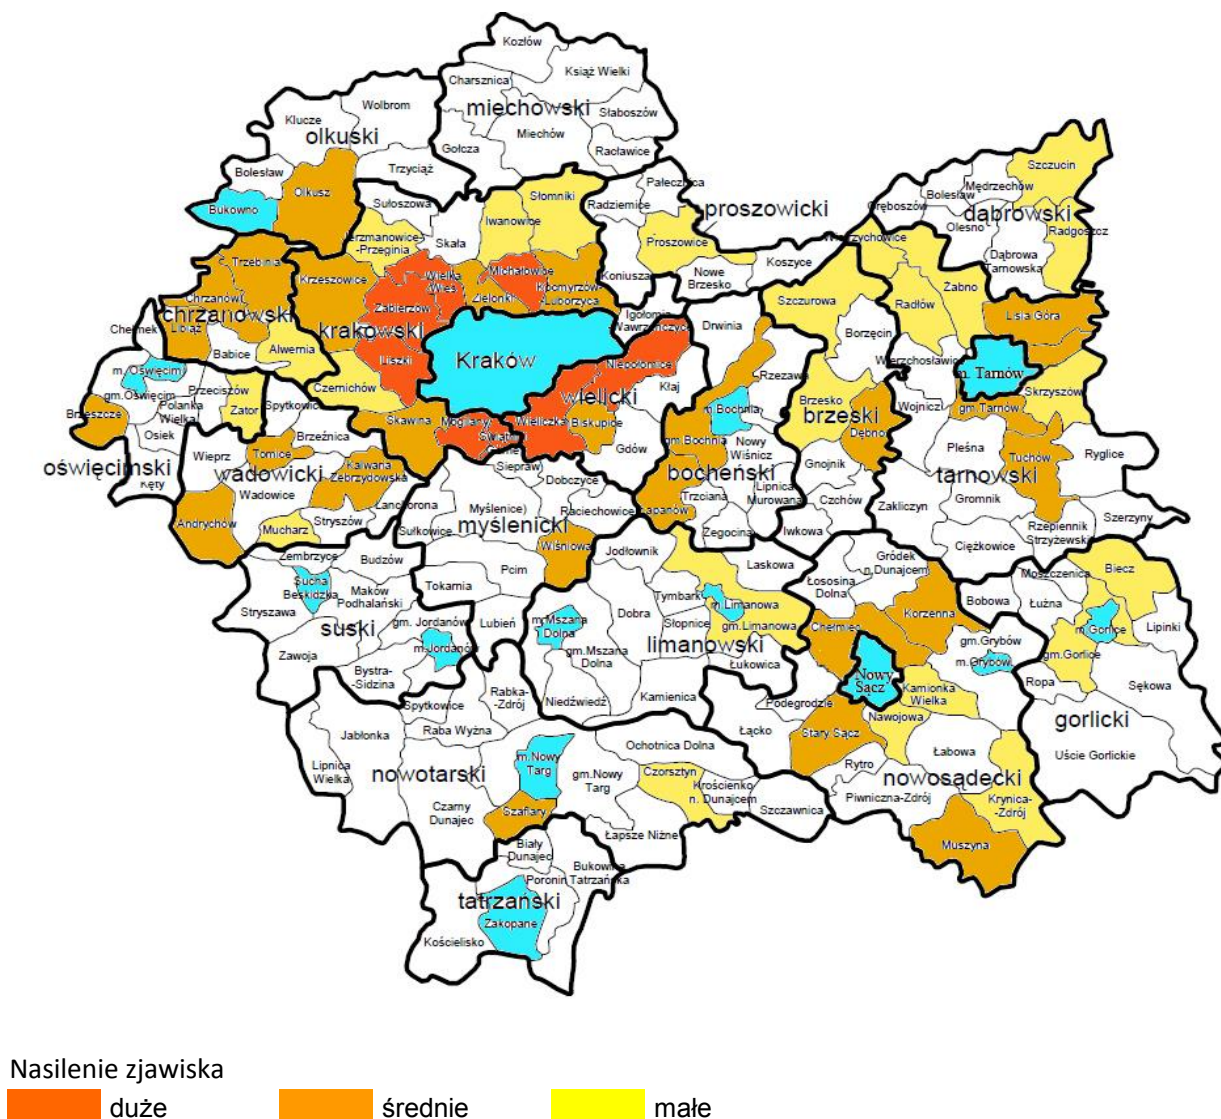 Kozłów
Charsznica
Książ Wielki
miechowski
Słaboszów
Miechów
Gołcza
Racławice
Wolbrom
Klucze
olkuski
Trzyciąż
Bolesław
Olkusz
Bukowno
Sułoszowa
Jerzmanowice-
-Przeginia
Skała
Iwanowice
Słomniki
Pałecznica
Radziemice
proszowicki
Proszowice
Koniusza
Nowe
Brzesko
Koszyce
Szczucin
Mędrzechów
Bolesław
Gręboszów
dąbrowski
Olesno
Radgoszcz
Dąbrowa
Tarnowska
Wietrzychowice
Żabno
Radłów
Lisia Góra
Szczurowa
Borzęcin
Wierzchosławice
m. Tarnów
Skrzyszów
gm.Tarnów
Wojnicz
Pleśna
Tuchów
Ryglice
tarnowski
Zakliczyn
Gromnik
Szerzyny
Rzepiennik
Strzyżewski
Ciężkowice
Trzebinia
Chrzanów
chrzanowski
Libiąż
Babice
Alwernia
Chełmek
Krzeszowice
Wielka
Wieś
Michałowice
Zielonki
Kocmyrzów-
Luborzyca
Zabierzów
krakowski
Liszki
Kraków
Igołomia
Wawrzeńczyce
Czernichów
Skawina
Mogilany
Świątniki
Wieliczka
wielicki
Niepołomice
Kłaj
Biskupice
Gdów
Drwinia
Rzezawa
m.Bochnia
gm.Bochnia
Nowy
Wiśnicz
bocheński
Trzciana
Lipnica
Murowana
Łapanów
Żegocina
Brzesko
brzeski
Dębno
Gnojnik
Czchów
Iwkowa
m. Oświęcim
gm.Oświęcim
Przeciszów
Polanka
Wielka
Zator
Brzeszcze
Osiek
oświęcimski
Kęty
Spytkowice
Brzeźnica
Tomice
Wieprz
wadowicki
Kalwaria
Zebrzydowska
Wadowice
Lanckorona
Andrychów
Mucharz
Stryszów
Siepraw
Dobczyce
Myślenice)
Raciechowice
Sułkowice
myślenicki
Wiśniowa
Pcim
Tokarnia
Lubień
Zembrzyce
Budzów
Sucha
Beskidzka
Maków
Podhalański
Stryszawa
suski
gm. Jordanów
m.Jordanów
Zawoja
Bystra-
-Sidzina
Jodłownik
Laskowa
Tymbark
m.Limanowa
Dobra
Słopnice
gm.Limanowa
m.Mszana
Dolna
limanowski
gm.Mszana
Dolna
Łukowica
Niedźwiedź
Kamienica
Gródek
n.Dunajcem
Łososina
Dolna
Korzenna
Chełmiec
gm.Grybów
m.Grybów
Nowy
Sącz
Kamionka
Wielka
Podegrodzie
Nawojowa
Łącko
Stary Sącz
Łabowa
Rytro
nowosądecki
Piwniczna-Zdrój
Krynica-
-Zdrój
Muszyna
Bobowa
Moszczenica
Biecz
Łużna
m.Gorlice
Lipinki
gm.Gorlice
Ropa
Sękowa
gorlicki
Uście Gorlickie
Rabka-
-Zdrój
Spytkowice
Raba Wyżna
Jabłonka
Lipnica
Wielka
nowotarski
m.Nowy
Targ
Ochotnica Dolna
gm.Nowy
Targ
Czorsztyn
Krościenko
n. Dunajcem
Szczawnica
Czarny
Dunajec
Szaflary
Łapsze Niżne
Biały
Dunajec
Bukowina
Tatrzańska
Poronin
tatrzański
Zakopane
Kościelisko
Nasilenie zjawiska
duże
średnie
małe